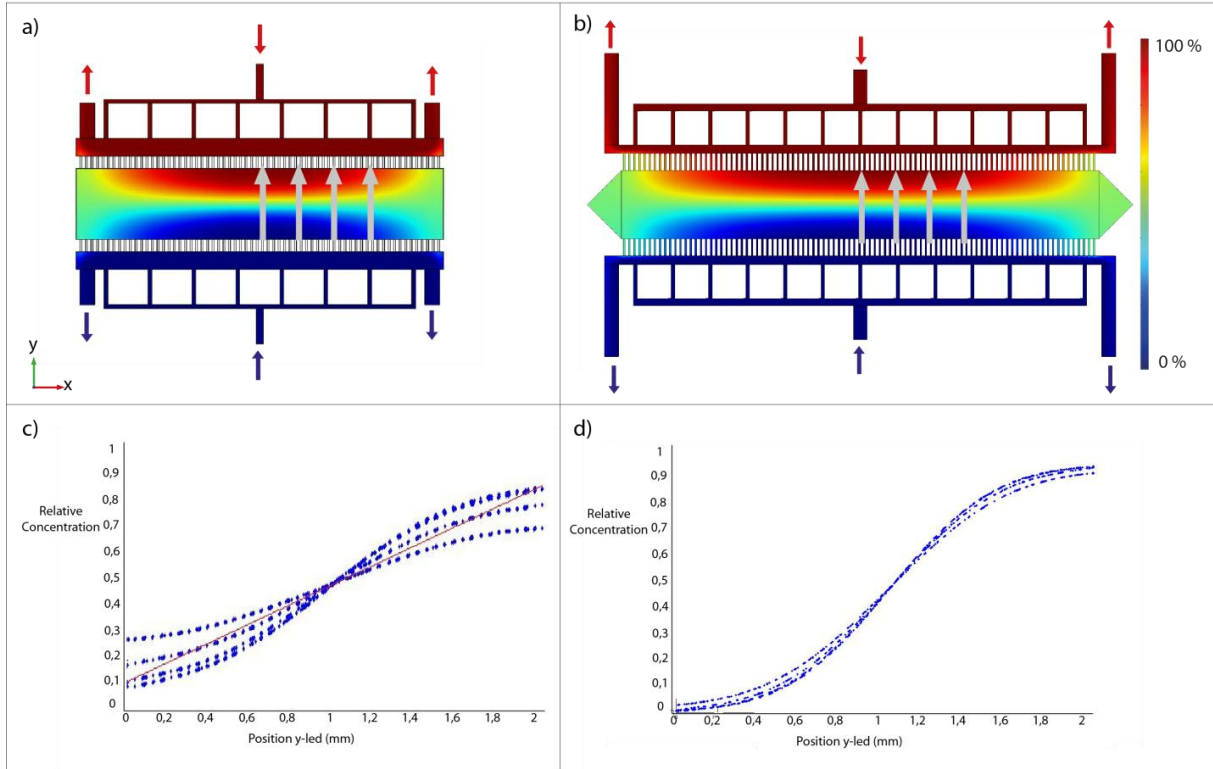 a)
b)
100 %
0 %
y
x
c)
1
0,9
0,8
0,7
0,6
0,5
0,4
0,3
0,2
0,1
0
Relative
Concentration
0 0,2 0,4 0,6 0,8 1 1,2 1,4 1,6 1,8 2
Position y-led (mm)
d)
1
0,9
0,8
0,7
0,6
0,5
0,4
0,3
0,2
0,1
0
Relative
Concentration
0 0,2 0,4 0,6 0,8 1 1,2 1,4 1,6 1,8 2
Position y-led (mm)